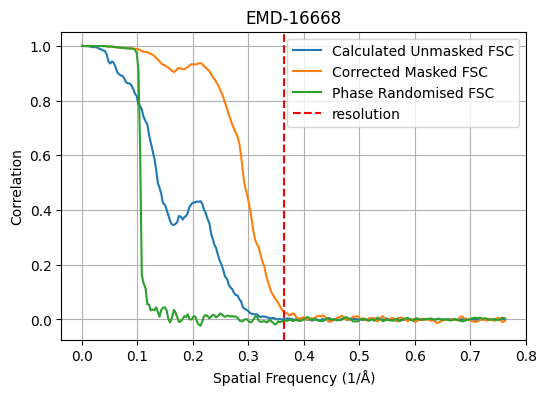 EMD-16668
Calculated Unmasked FSC
Corrected Masked FSC
Phase Randomised FSC
resolution
Correlation
1.0
0.8
0.6
0.4
0.2
0.0
0.0 0.1 0.2 0.3 0.4 0.5 0.6 0.7 0.8
Spatial Frequency (1/Å)